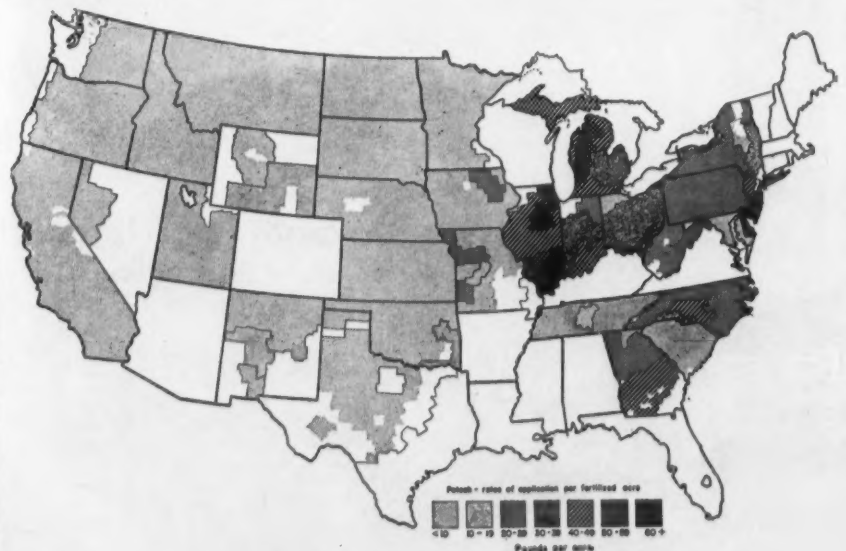 Potash - rates of application per fertilized acre
<10 10-19 20-29 30-39 40-49 50-59 60+
Pounds per acre